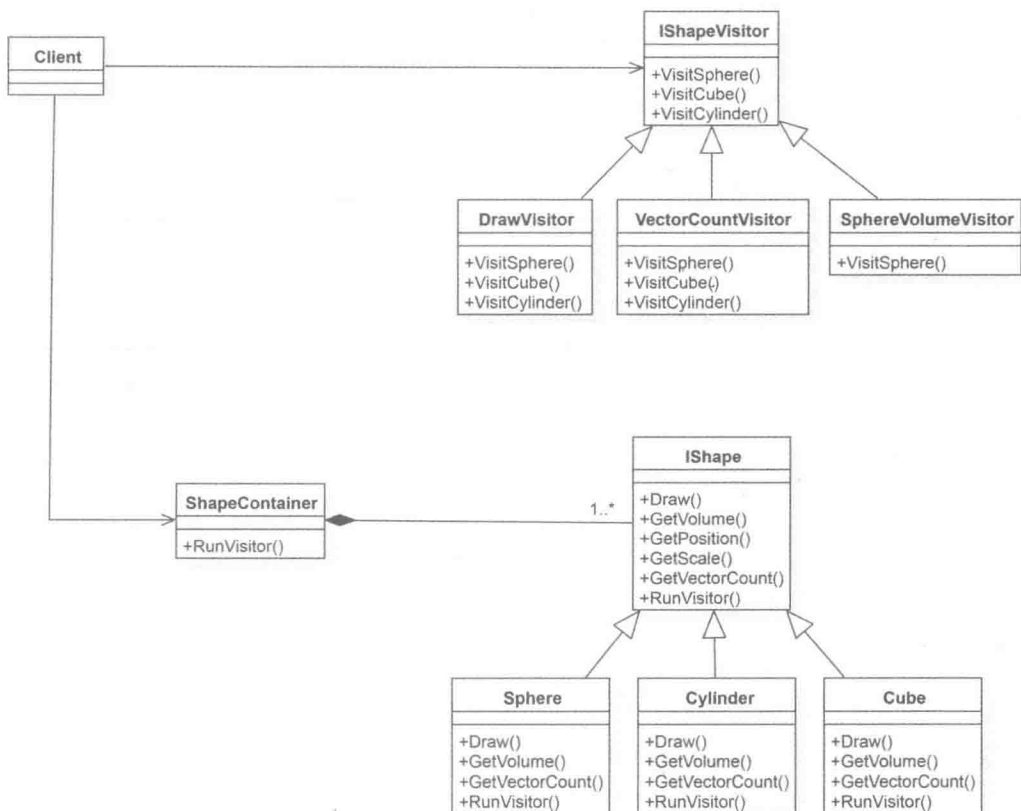 Client
IShapeVisitor
+VisitSphere()
+VisitCube()
+VisitCylinder()
DrawVisitor
+VisitSphere()
+VisitCube()
+VisitCylinder()
VectorCountVisitor
+VisitSphere()
+VisitCube()
+VisitCylinder()
SphereVolumeVisitor
+VisitSphere()
ShapeContainer
+RunVisitor()
1..*
IShape
+Draw()
+GetVolume()
+GetPosition()
+GetScale()
+GetVectorCount()
+RunVisitor()
Sphere
+Draw()
+GetVolume()
+GetVectorCount()
+RunVisitor()
Cylinder
+Draw()
+GetVolume()
+GetVectorCount()
+RunVisitor()
Cube
+Draw()
+GetVolume()
+GetVectorCount()
+RunVisitor()